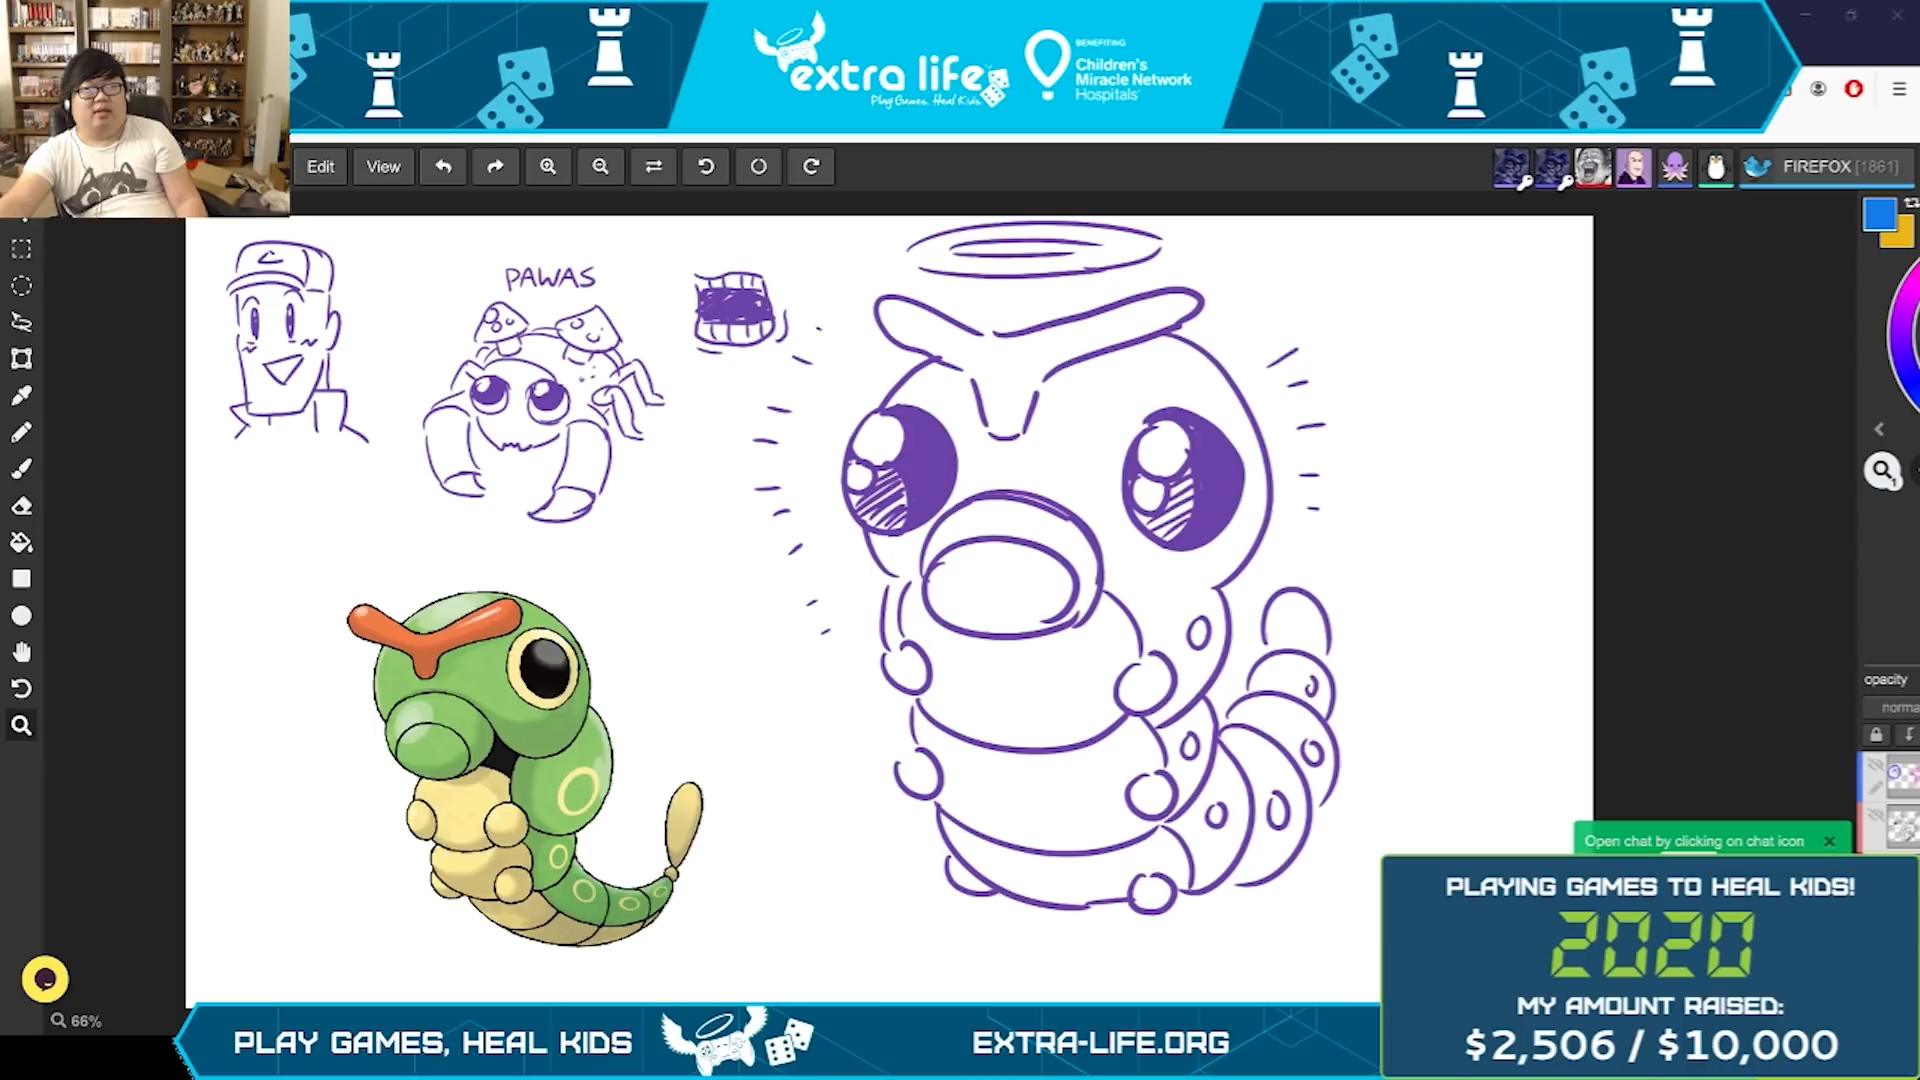 extra life
Play Games. Heal Kids.
BENEFITING
Children's
Miracle Network
Hospitals
Edit
View
FIREFOX [1861]
PAWAS
C
opacity
norma
Open chat by clicking on chat icon
PLAYING GAMES TO HEAL KIDS!
2020
MY AMOUNT RAISED:
$2,506 / $10,000
66%
PLAY GAMES, HEAL KIDS
EXTRA-LIFE.ORG